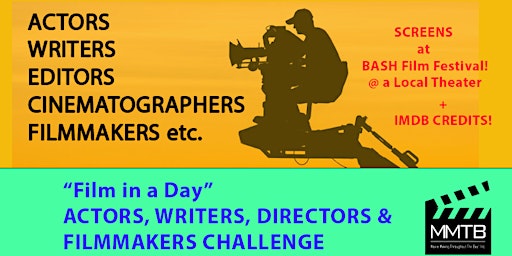 ACTORS
WRITERS
EDITORS
CINEMATOGRAPHERS
FILMMAKERS etc.
SCREENS
at
BASH Film Festival!
@ a Local Theater
+
IMDB CREDITS!
“Film in a Day”
ACTORS, WRITERS, DIRECTORS &
FILMMAKERS CHALLENGE
MMTB